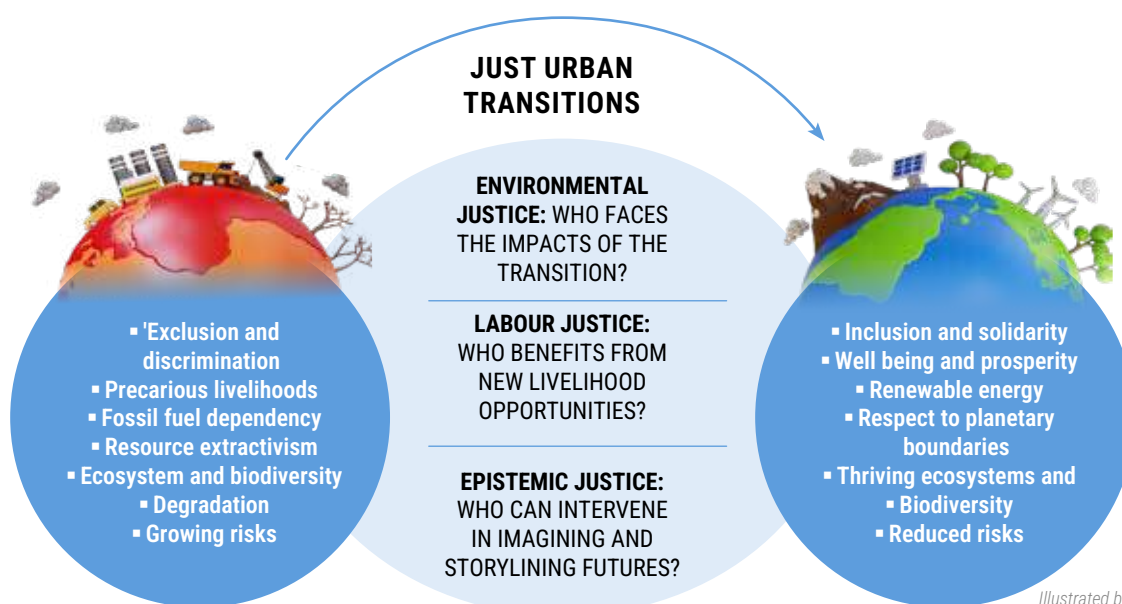 JUST URBAN
TRANSITIONS
ENVIRONMENTAL
JUSTICE: WHO FACES
THE IMPACTS OF THE
TRANSITION?
LABOUR JUSTICE:
WHO BENEFITS FROM
NEW LIVELIHOOD
OPPORTUNITIES?
EPISTEMIC JUSTICE:
WHO CAN INTERVENE
IN IMAGINING AND
STORYLINING FUTURES?
▪ 'Exclusion and
discrimination
▪ Precarious livelihoods
▪ Fossil fuel dependency
▪ Resource extractivism
▪ Ecosystem and biodiversity
▪ Degradation
▪ Growing risks
▪ Inclusion and solidarity
▪ Well being and prosperity
▪ Renewable energy
▪ Respect to planetary
boundaries
▪ Thriving ecosystems and
▪ Biodiversity
▪ Reduced risks
Illustrated b